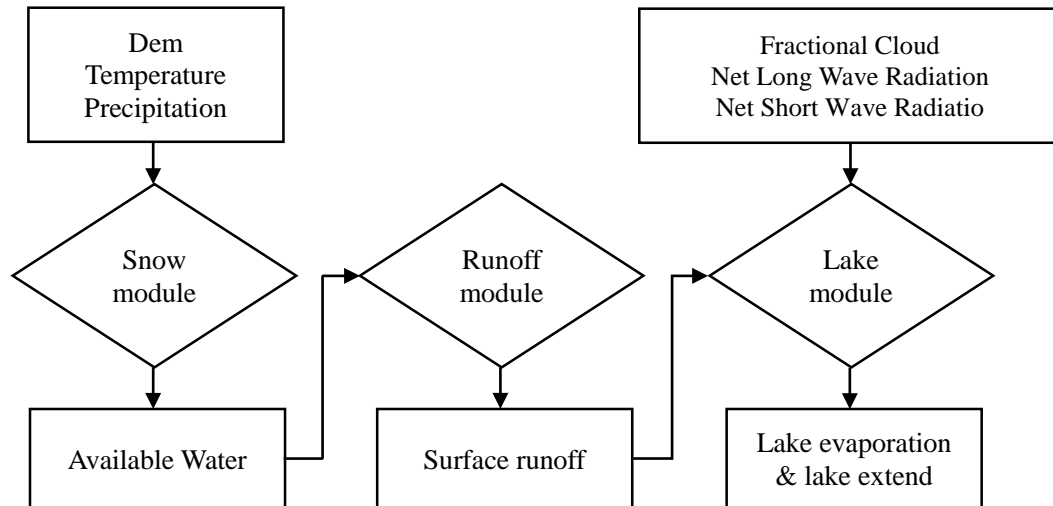 Dem
Temperature
Precipitation
Fractional Cloud
Net Long Wave Radiation
Net Short Wave Radiatio
Snow
module
Runoff
module
Lake
module
Available Water
Surface runoff
Lake evaporation
& lake extend